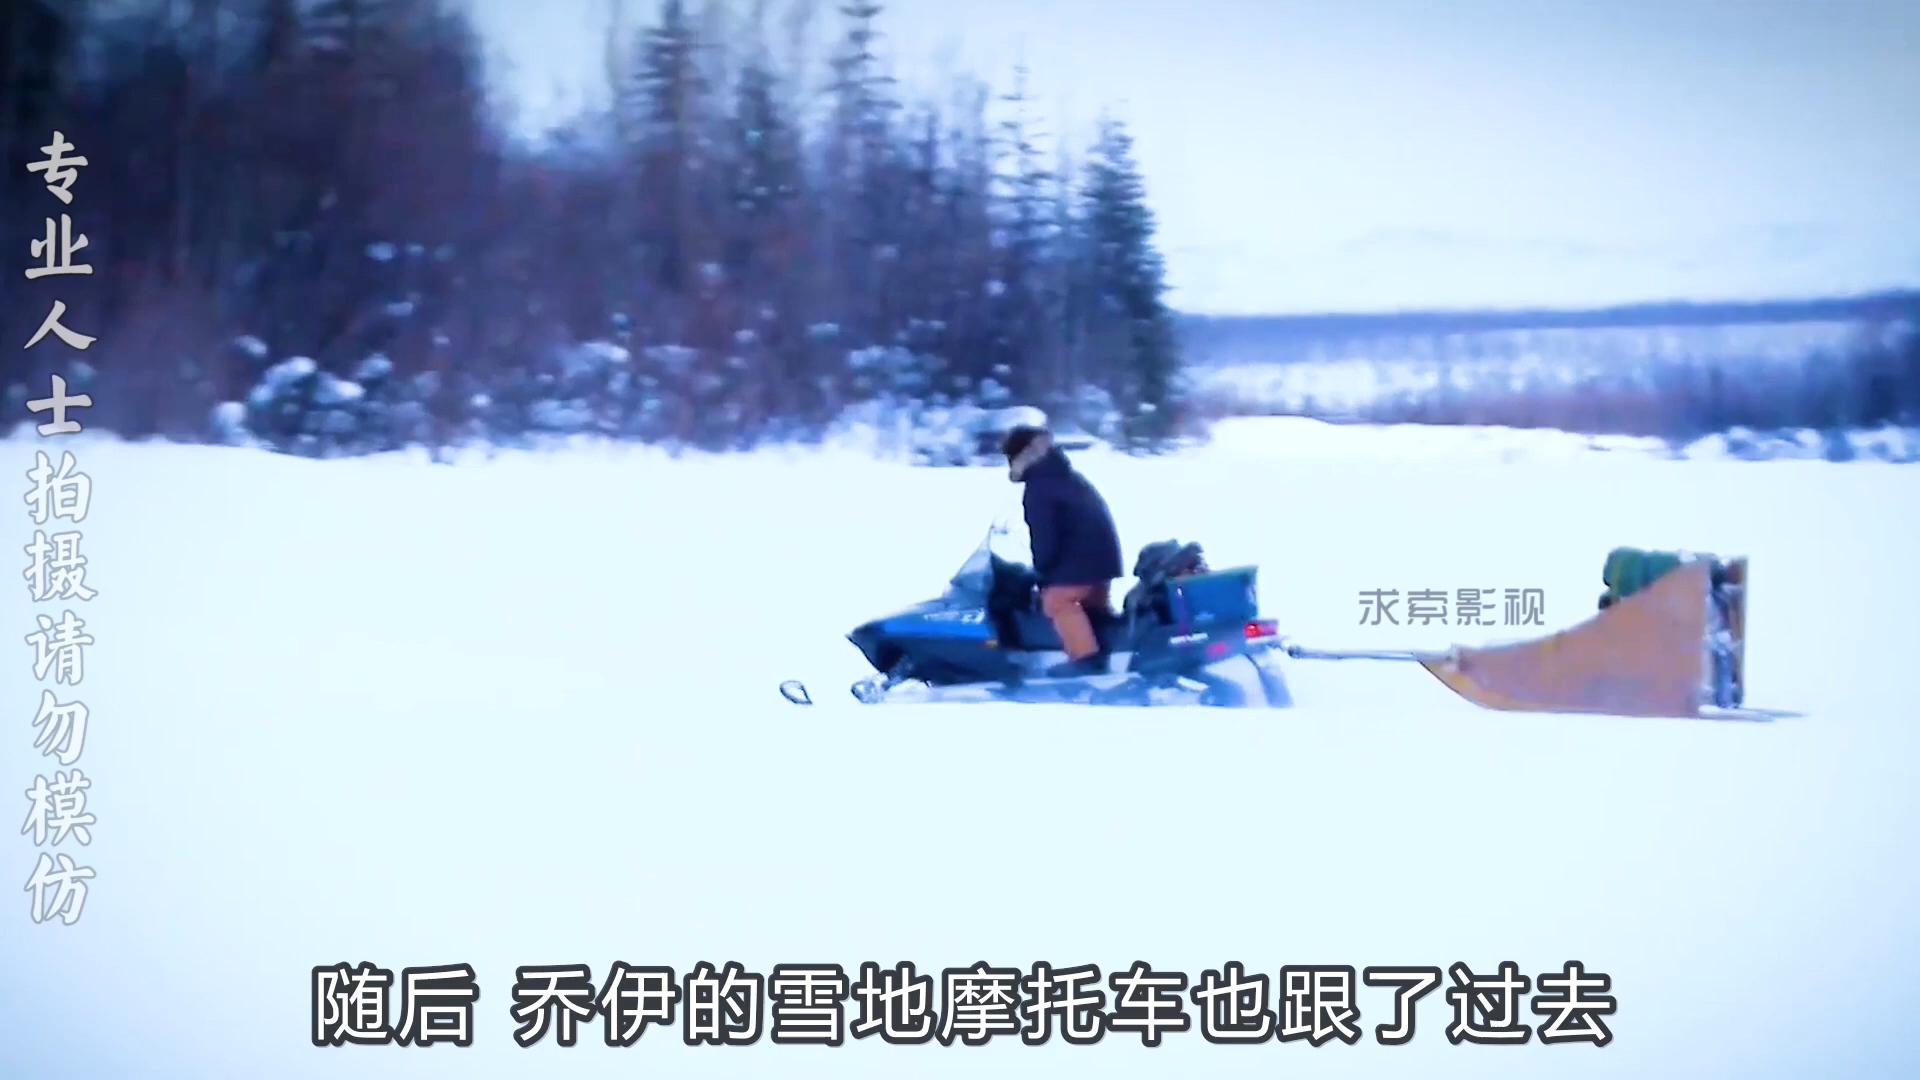 专业人士拍摄请勿模仿
求索影视
随后 乔伊的雪地摩托车也跟了过去